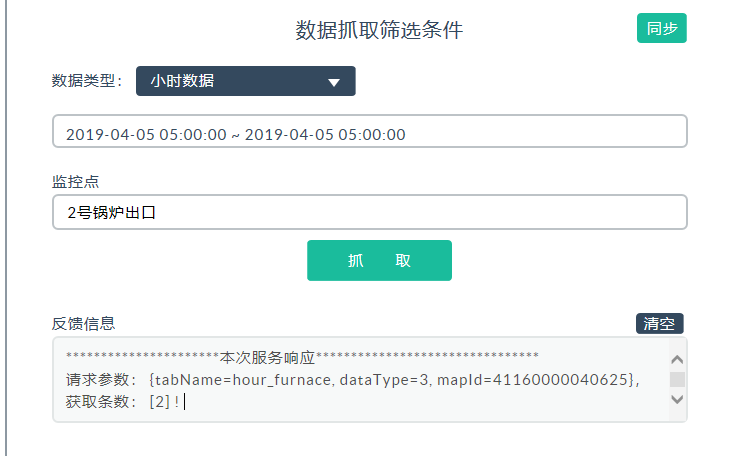 数据抓取筛选条件
同步
数据类型：
小时数据
2019-04-05 05:00:00 ~ 2019-04-05 05:00:00
监控点
2号锅炉出口
抓 取
反馈信息
清空
**********************本次服务响应********************************
请求参数： {tabName=hour_furnace, dataType=3, mapId=41160000040625},
获取条数： [2] !